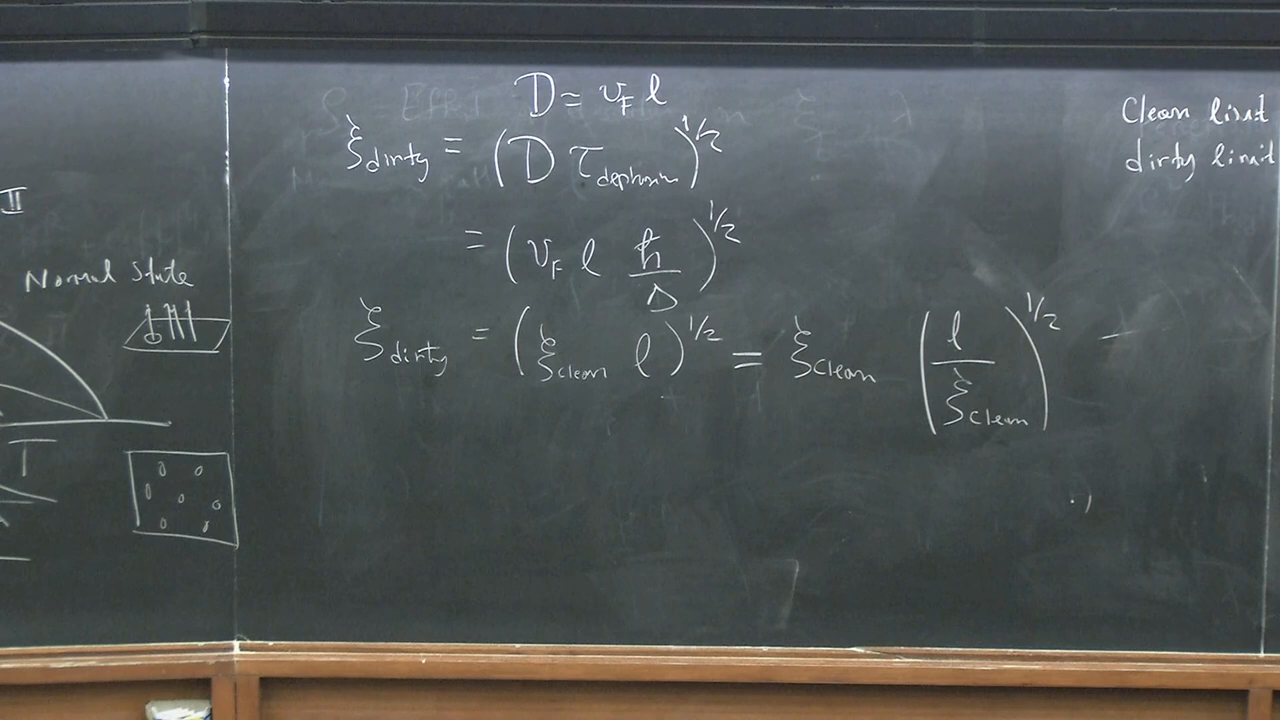 II
Normal State
T
D = v_F l
ξ_dirty = (D τ_dephasing)^1/2
= (v_F l ħ/Δ)^1/2
ξ_dirty = (ξ_clean l)^1/2 = ξ_clean (l/ξ_clean)^1/2
Clean limit
dirty limit